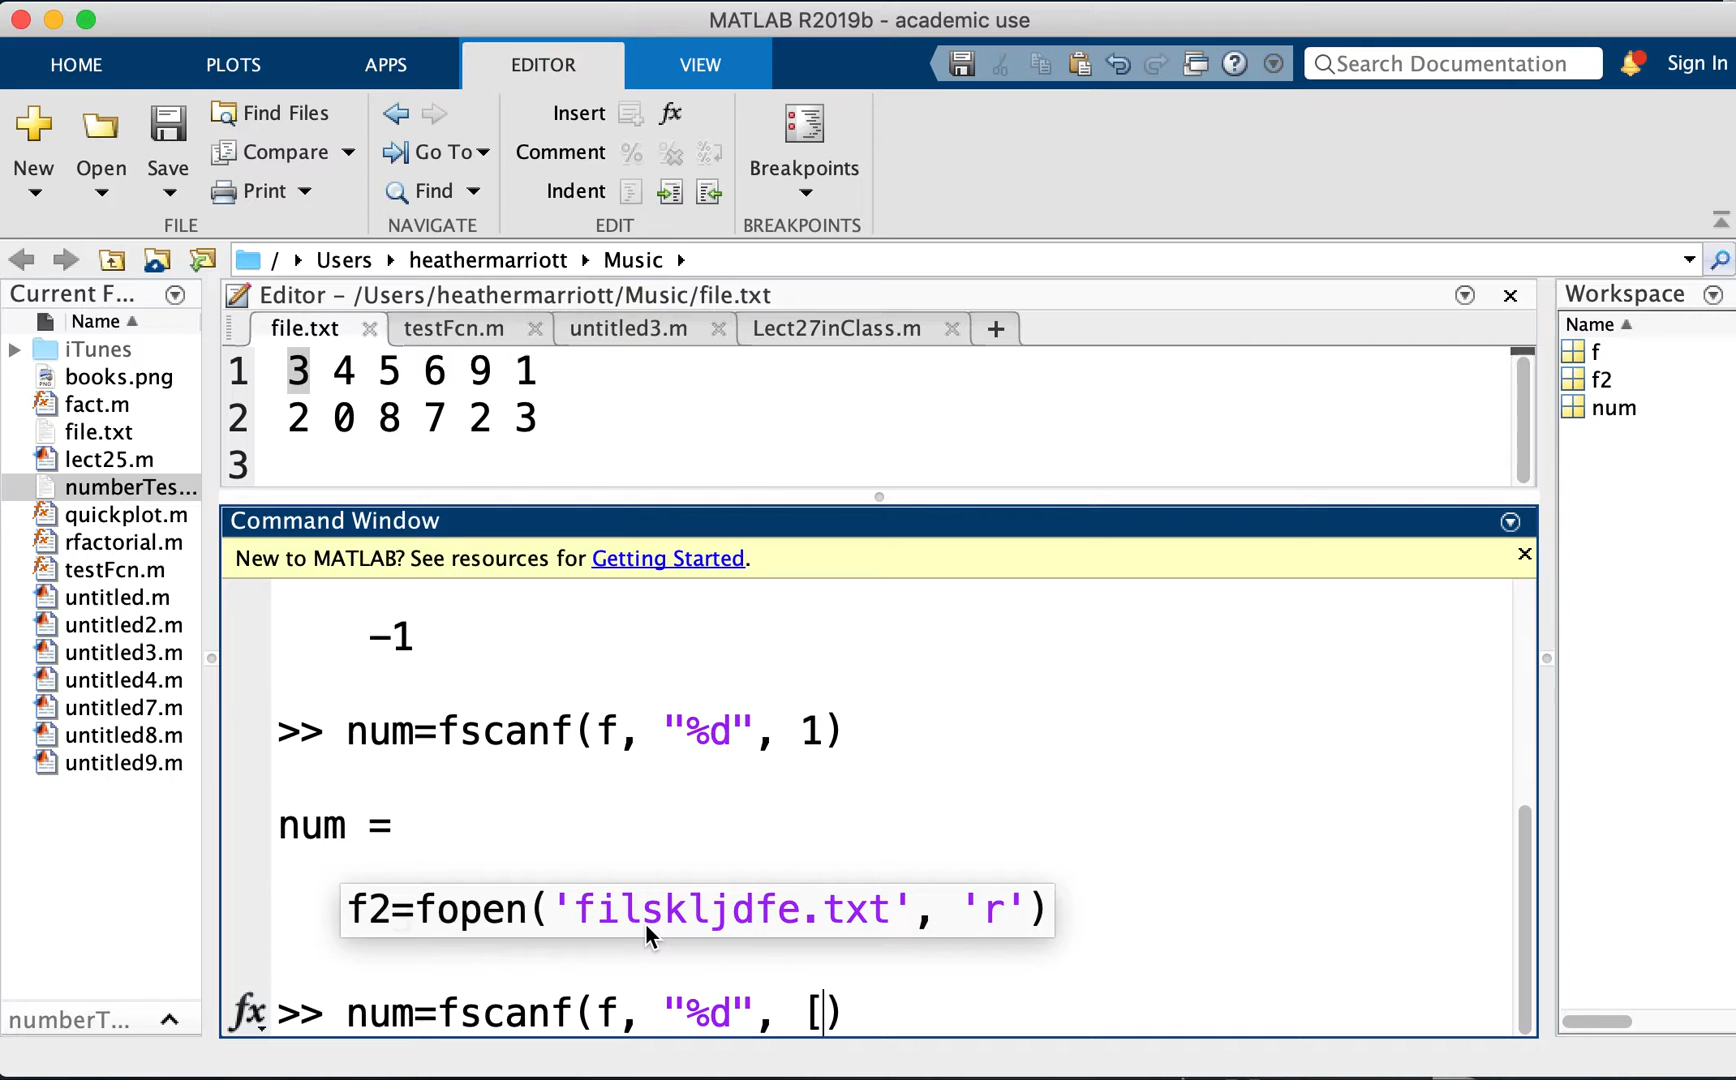 MATLAB R2019b - academic use
HOME PLOTS APPS EDITOR VIEW Search Documentation Sign In
New Open Save Find Files Compare Print
Go To Find
Insert fx
Comment
Indent
Breakpoints
FILE NAVIGATE EDIT BREAKPOINTS
/ Users heathermarriott Music
Current F...
Name
iTunes
books.png
fact.m
file.txt
lect25.m
numberTes...
quickplot.m
rfactorial.m
testFcn.m
untitled.m
untitled2.m
untitled3.m
untitled4.m
untitled7.m
untitled8.m
untitled9.m
numberT...
Editor – /Users/heathermarriott/Music/file.txt
file.txt testFcn.m untitled3.m Lect27inClass.m +
1 3 4 5 6 9 1
2 2 0 8 7 2 3
3
Command Window
New to MATLAB? See resources for Getting Started.
-1
>> num=fscanf(f, "%d", 1)
num =
f2=fopen('filskljdfe.txt', 'r')
fx >> num=fscanf(f, "%d", [)
Workspace
Name
f
f2
num